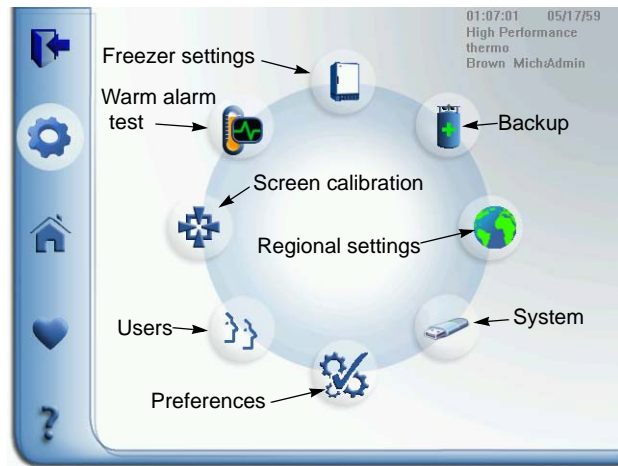 01:07:01 05/17/59
High Performance
thermo
Brown Micha Admin
Freezer settings
Warm alarm
test
Backup
Screen calibration
Regional settings
Users
System
Preferences
?